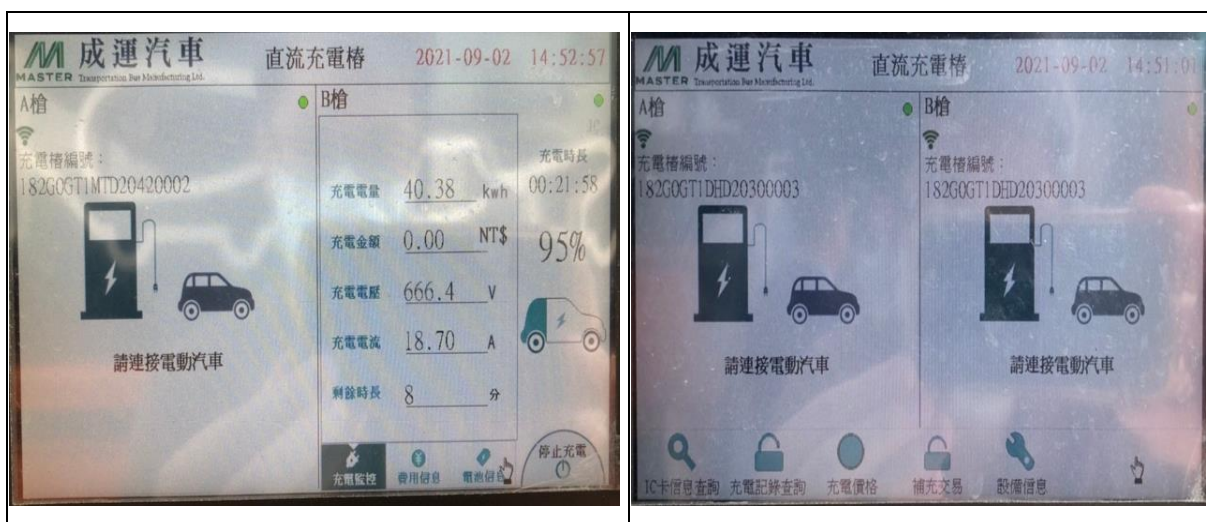 MASTER 成運汽車
Transportation Bus Manufacturing Ltd.
直流充電樁
2021-09-02 14:52:57
A槍
充電樁編號：
182G0GT1MTD20420002
請連接電動汽車
B槍
充電電量 40.38 kwh
充電金額 0.00 NT$
充電電壓 666.4 V
充電電流 18.70 A
剩餘時長 8 分
充電時長
00:21:58
95%
充電監控 費用信息 電池信息
停止充電
MASTER 成運汽車
Transportation Bus Manufacturing Ltd.
直流充電樁
2021-09-02 14:51:01
A槍
充電樁編號：
182G0GT1DHD20300003
請連接電動汽車
B槍
充電樁編號：
182G0GT1DHD20300003
請連接電動汽車
IC卡信息查詢 充電記錄查詢 充電價格 補充交易 設備信息